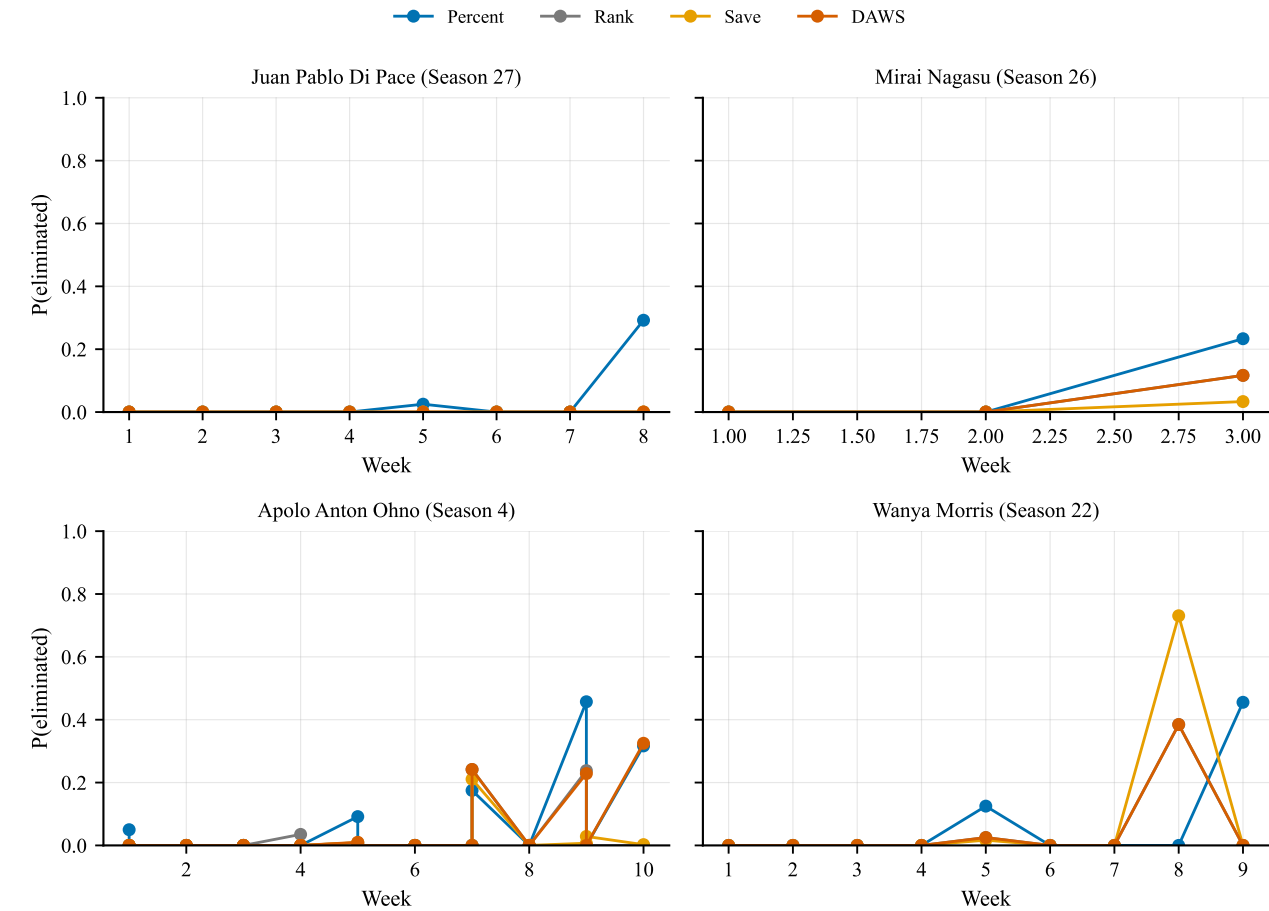 Percent Rank Save DAWS
Juan Pablo Di Pace (Season 27)
Mirai Nagasu (Season 26)
1.0
0.8
0.6
0.4
0.2
0.0
P(eliminated)
1 2 3 4 5 6 7 8
1.00 1.25 1.50 1.75 2.00 2.25 2.50 2.75 3.00
Week
Week
Apolo Anton Ohno (Season 4)
Wanya Morris (Season 22)
1.0
0.8
0.6
0.4
0.2
0.0
P(eliminated)
2 4 6 8 10
1 2 3 4 5 6 7 8 9
Week
Week